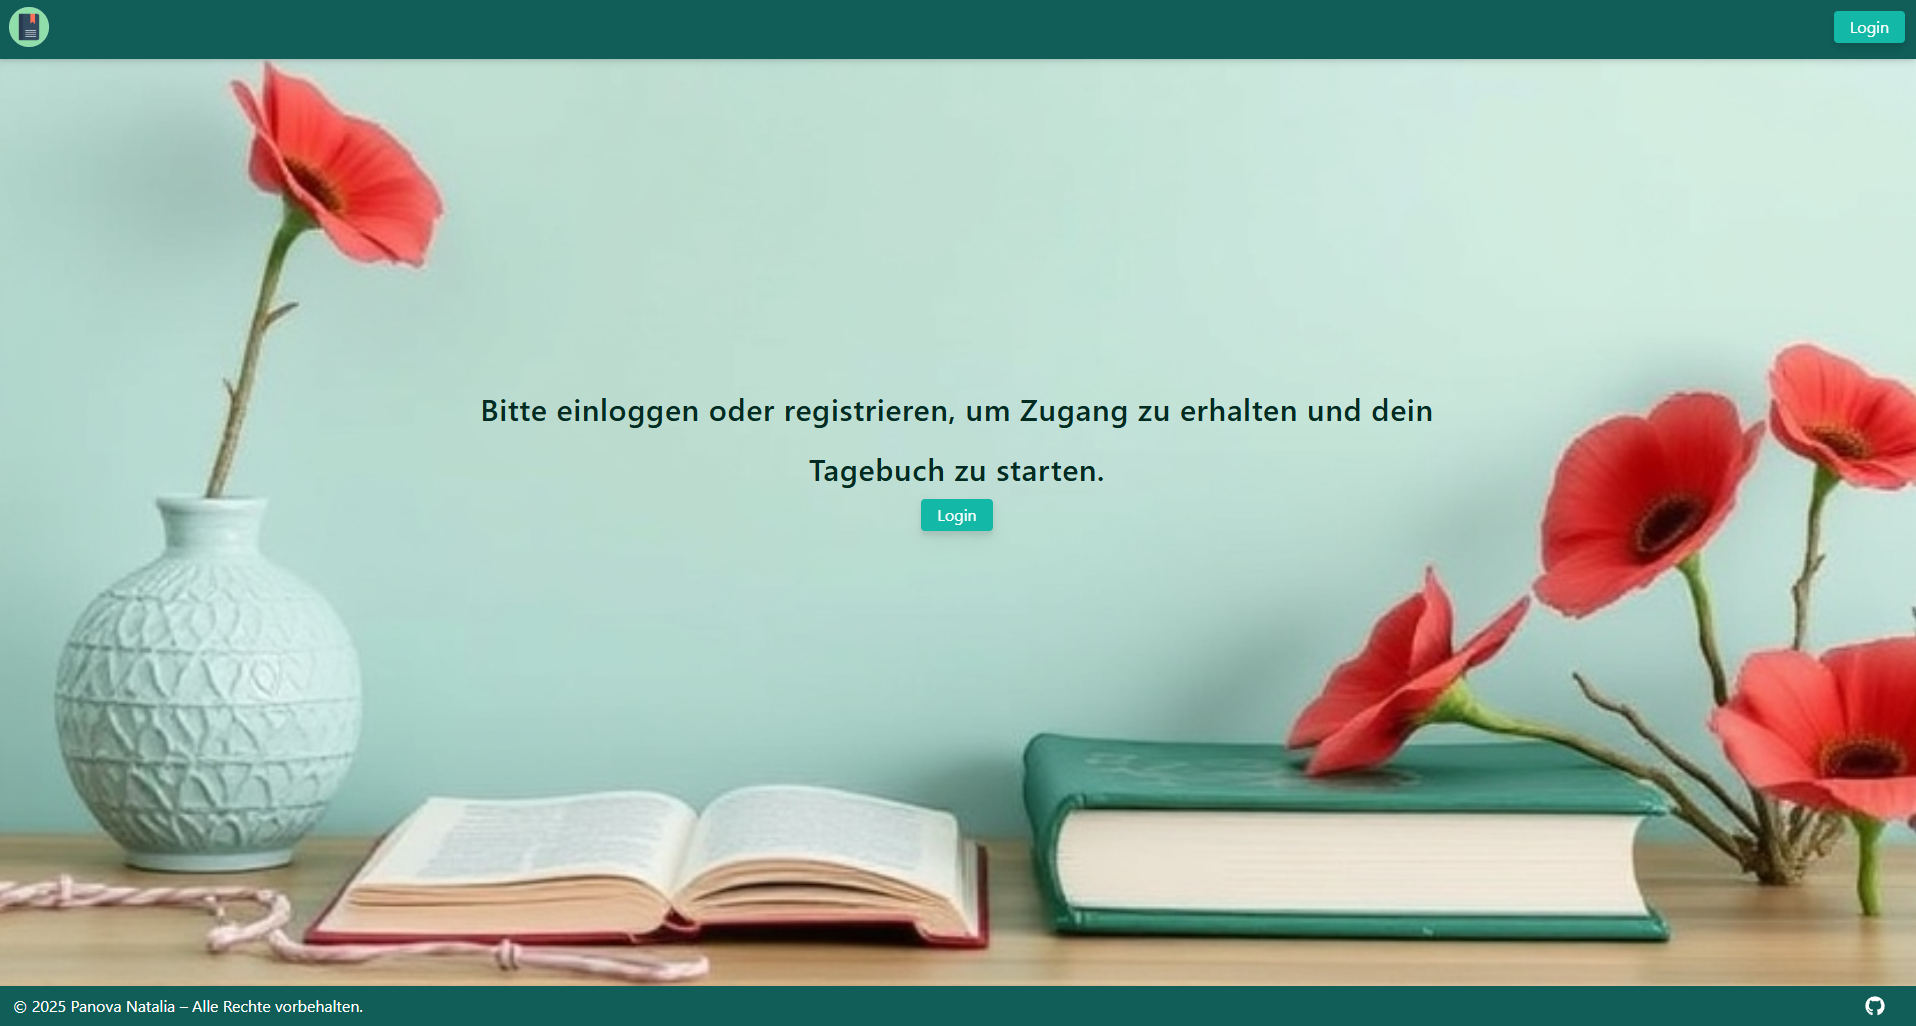 Login
Bitte einloggen oder registrieren, um Zugang zu erhalten und dein
Tagebuch zu starten.
Login
© 2025 Panova Natalia – Alle Rechte vorbehalten.